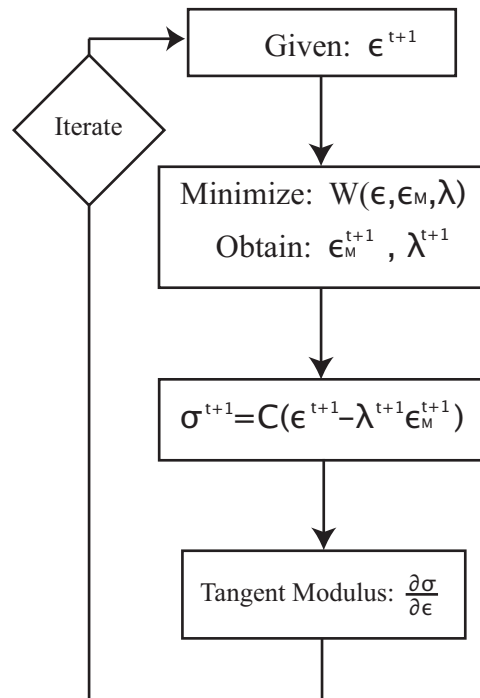 Given: ϵ^{t+1}
Iterate
Minimize: W(ϵ,ϵ_M,λ)
Obtain: ϵ_M^{t+1} , λ^{t+1}
σ^{t+1}=C(ϵ^{t+1}-λ^{t+1}ϵ_M^{t+1})
Tangent Modulus: ∂σ/∂ϵ